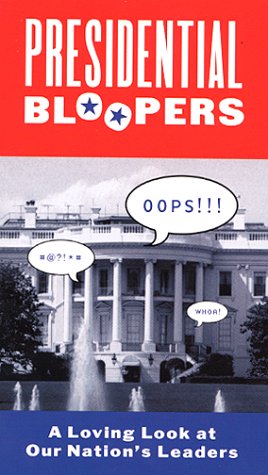 PRESIDENTIAL
BLOOPERS
OOPS!!!
*@?!**
WHOA!
A Loving Look at
Our Nation's Leaders